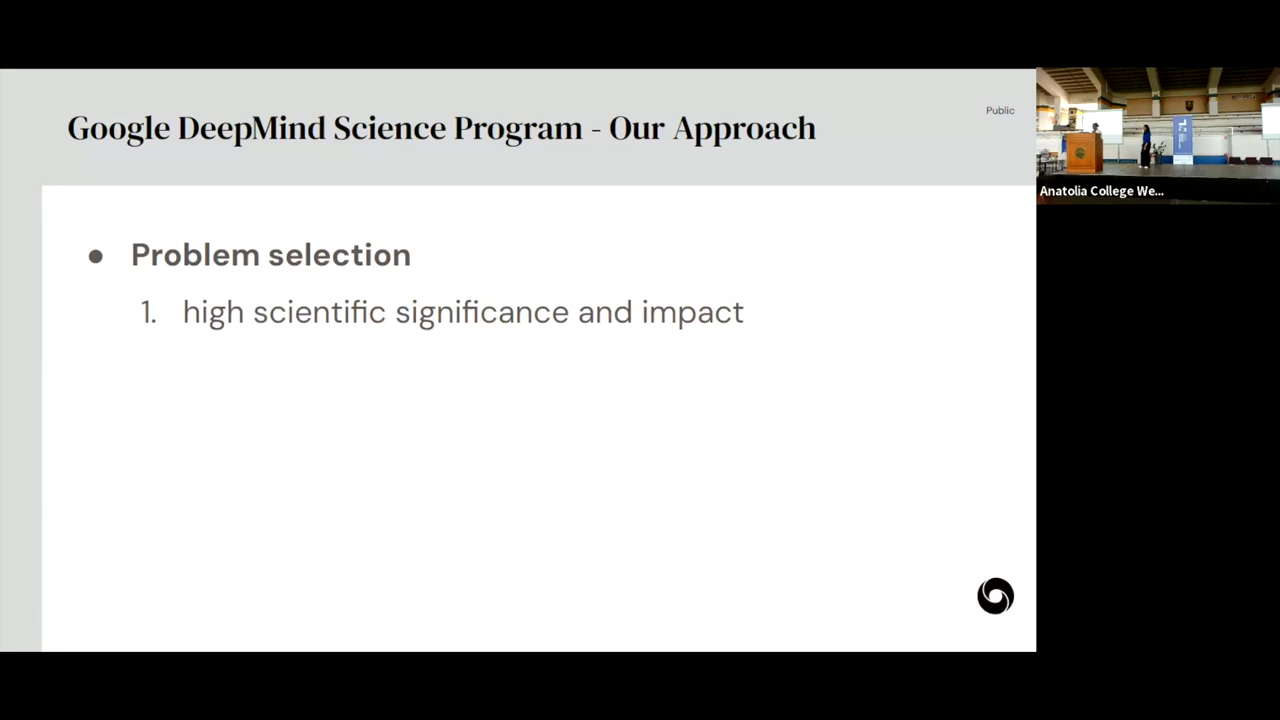 Google DeepMind Science Program - Our Approach
Public
● Problem selection
1. high scientific significance and impact
Anatolia College We...